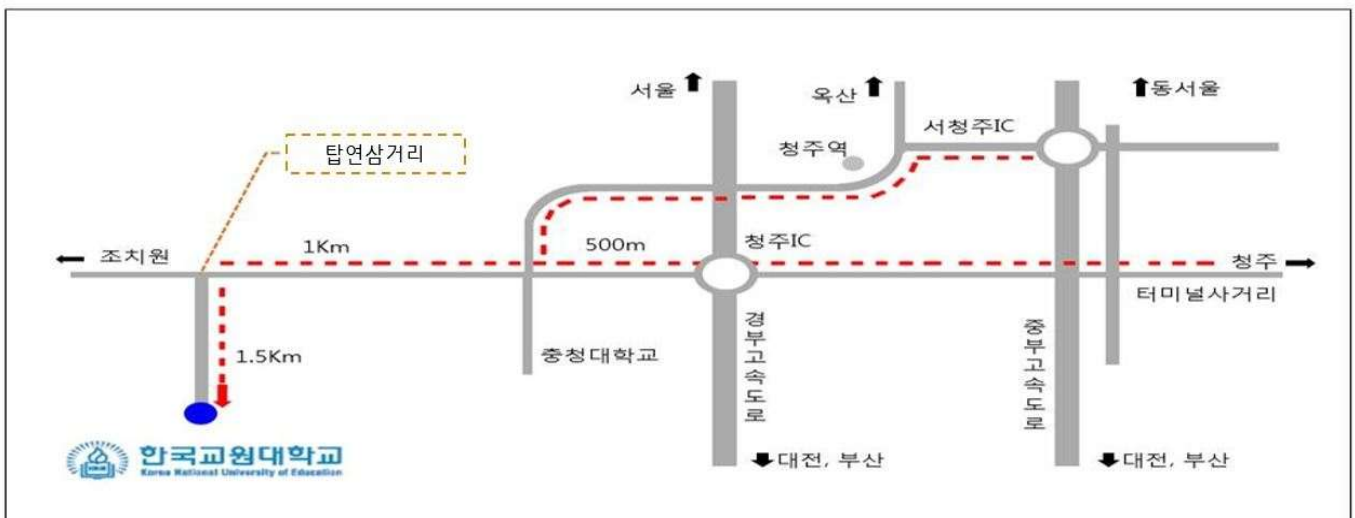 서울
옥산
동서울
서청주IC
탑연삼거리
청주역
조치원
1Km
500m
청주IC
청주
터미널사거리
1.5Km
충청대학교
경부고속도로
중부고속도로
한국교원대학교
Korea National University of Education
대전, 부산
대전, 부산